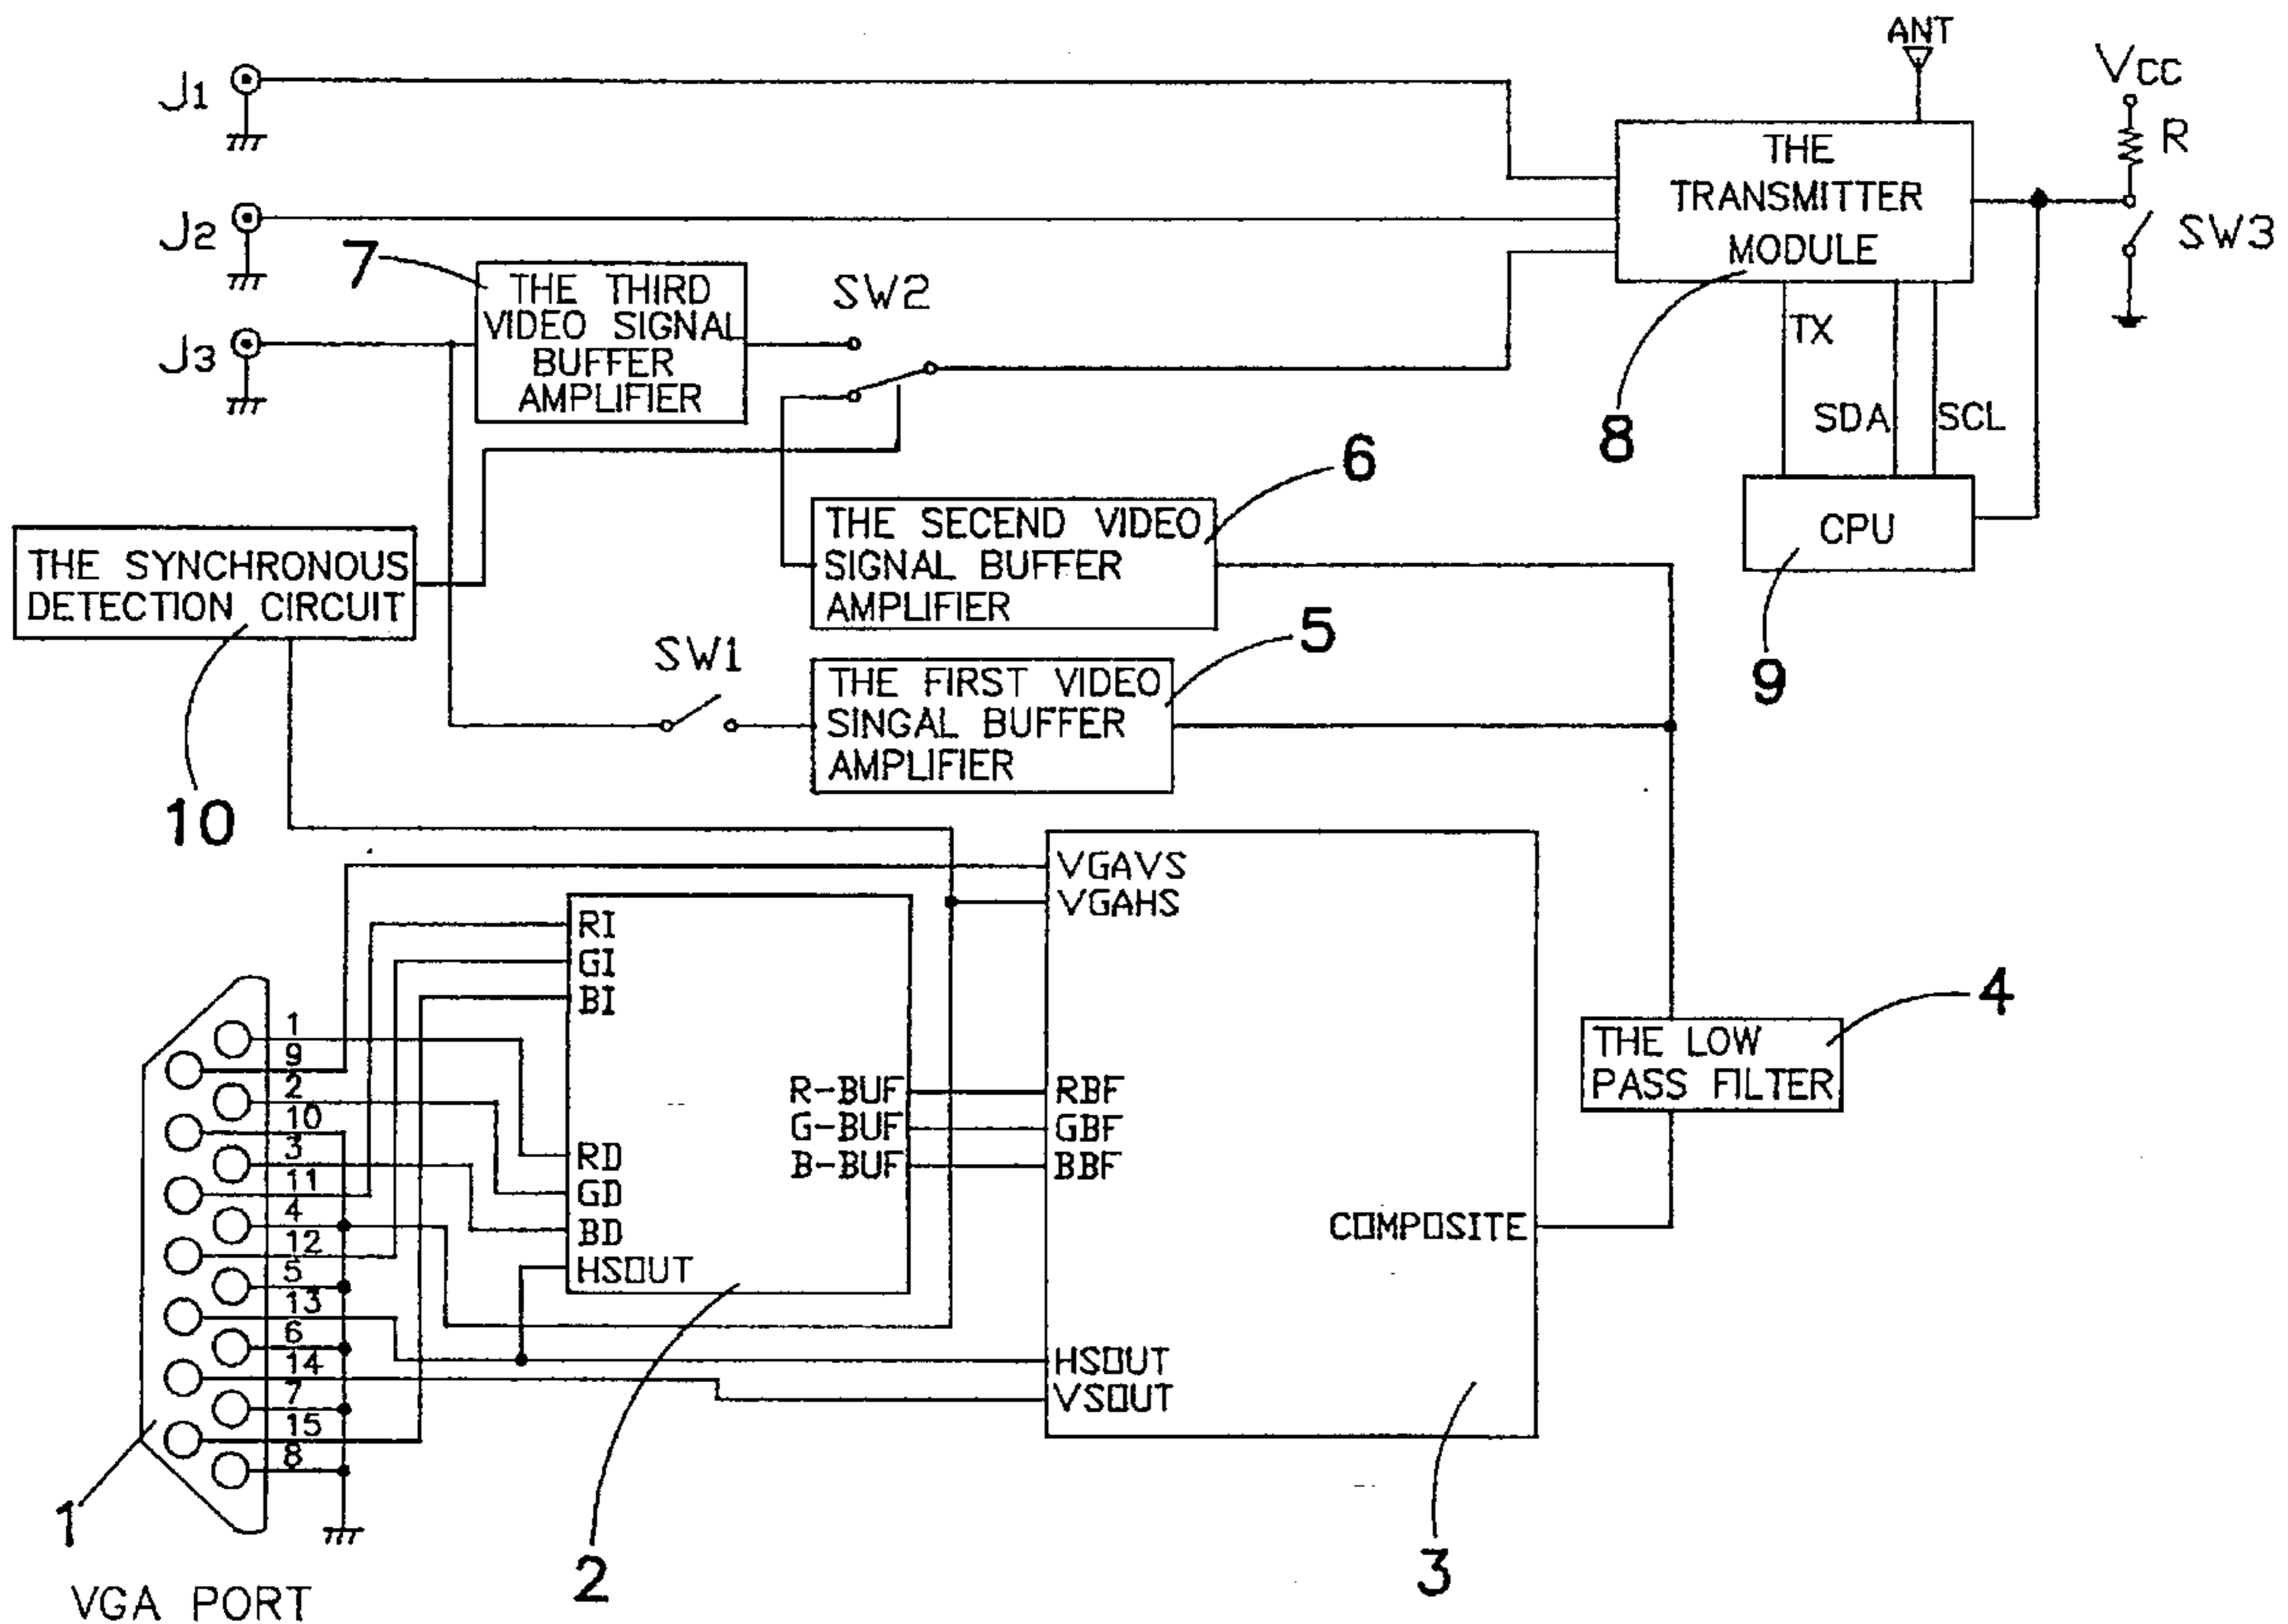 ANT
VCC
R
SW3
J1
J2
J3
THE
TRANSMITTER
MODULE
8
TX
SDA
SCL
CPU
9
7
THE THIRD
VIDEO SIGNAL
BUFFER
AMPLIFIER
SW2
6
THE SECEND VIDEO
SIGNAL BUFFER
AMPLIFIER
THE SYNCHRONOUS
DETECTION CIRCUIT
10
SW1
5
THE FIRST VIDEO
SINGAL BUFFER
AMPLIFIER
4
THE LOW
PASS FILTER
VGAVS
VGAHS
RBF
GBF
BBF
COMPOSITE
HSOUT
VSOUT
3
RI
GI
BI
R-BUF
G-BUF
B-BUF
RD
GD
BD
HSOUT
2
1
9
2
10
3
11
4
12
5
13
6
14
7
15
8
1
VGA PORT